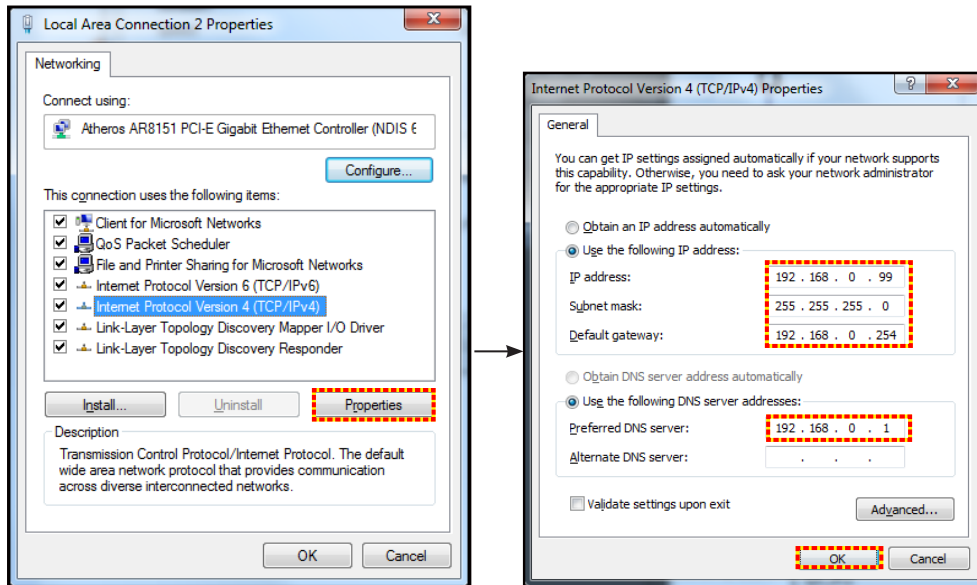 Local Area Connection 2 Properties
Networking
Connect using:
Atheros AR8151 PCI-E Gigabit Ethernet Controller (NDIS 6
Configure...
This connection uses the following items:
Client for Microsoft Networks
QoS Packet Scheduler
File and Printer Sharing for Microsoft Networks
Internet Protocol Version 6 (TCP/IPv6)
Internet Protocol Version 4 (TCP/IPv4)
Link-Layer Topology Discovery Mapper I/O Driver
Link-Layer Topology Discovery Responder
Install...
Uninstall
Properties
Description
Transmission Control Protocol/Internet Protocol. The default
wide area network protocol that provides communication
across diverse interconnected networks.
OK
Cancel
Internet Protocol Version 4 (TCP/IPv4) Properties
General
You can get IP settings assigned automatically if your network supports
this capability. Otherwise, you need to ask your network administrator
for the appropriate IP settings.
Obtain an IP address automatically
Use the following IP address:
IP address: 192 . 168 . 0 . 99
Subnet mask: 255 . 255 . 255 . 0
Default gateway: 192 . 168 . 0 . 254
Obtain DNS server address automatically
Use the following DNS server addresses:
Preferred DNS server: 192 . 168 . 0 . 1
Alternate DNS server: . . .
Validate settings upon exit
Advanced...
OK
Cancel